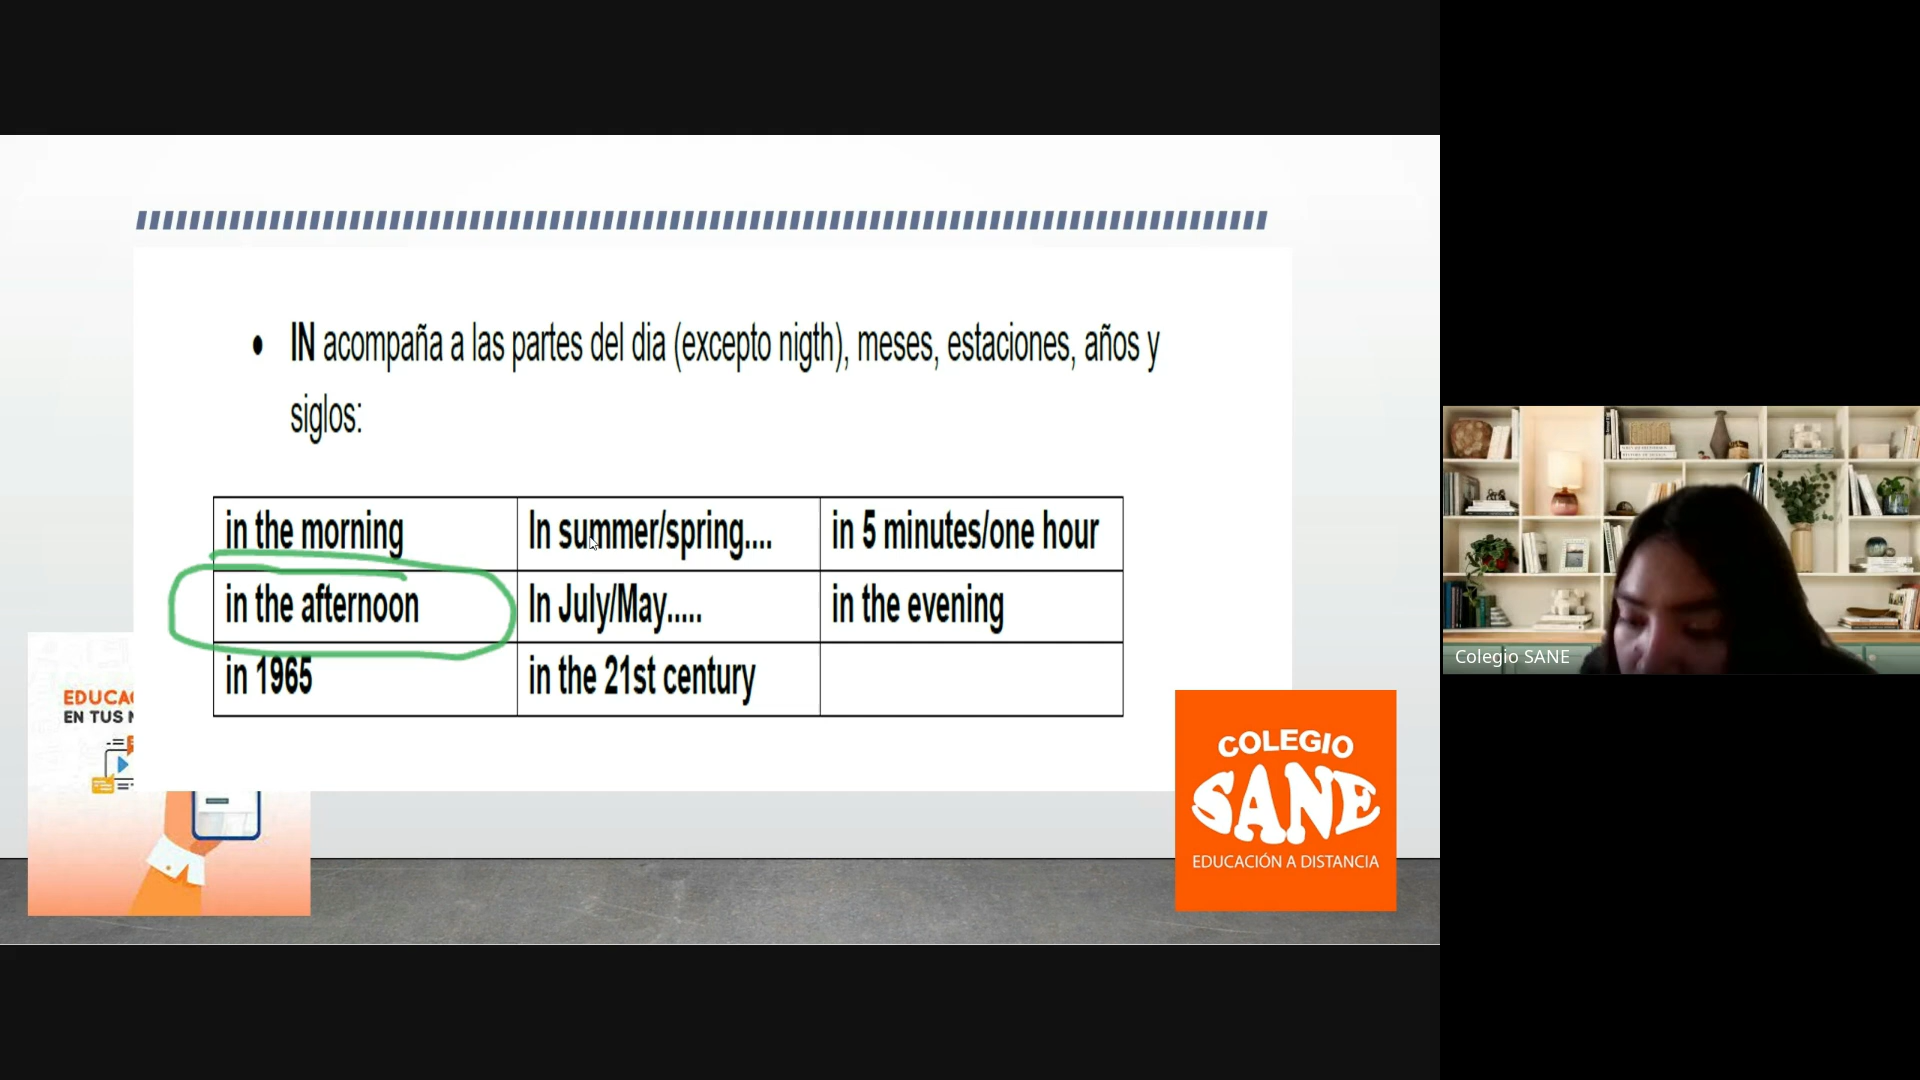 • IN acompaña a las partes del dia (excepto nigth), meses, estaciones, años y
siglos:
in the morning
In summer/spring....
in 5 minutes/one hour
in the afternoon
In July/May.....
in the evening
in 1965
in the 21st century
EDUCA
EN TUS
COLEGIO
SANE
EDUCACIÓN A DISTANCIA
Colegio SANE